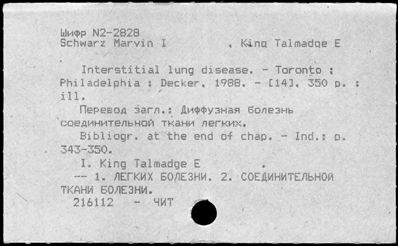 Шифр N2-2828
Schwarz Marvin I , King Talmadge E
Interstitial lung disease. - Toronto ;
Philadelphia : Decker, 1988. - [14], 350 p. :
ill.
Перевод загл.: Диффузная болезнь
соединительной ткани легких.
Bibliogr. at the end of chap. - Ind.: p.
343-350.
I. King Talmadge E .
-- 1. ЛЕГКИХ БОЛЕЗНИ. 2. СОЕДИНИТЕЛЬНОЙ
ТКАНИ БОЛЕЗНИ.
216112 - ЧИТ